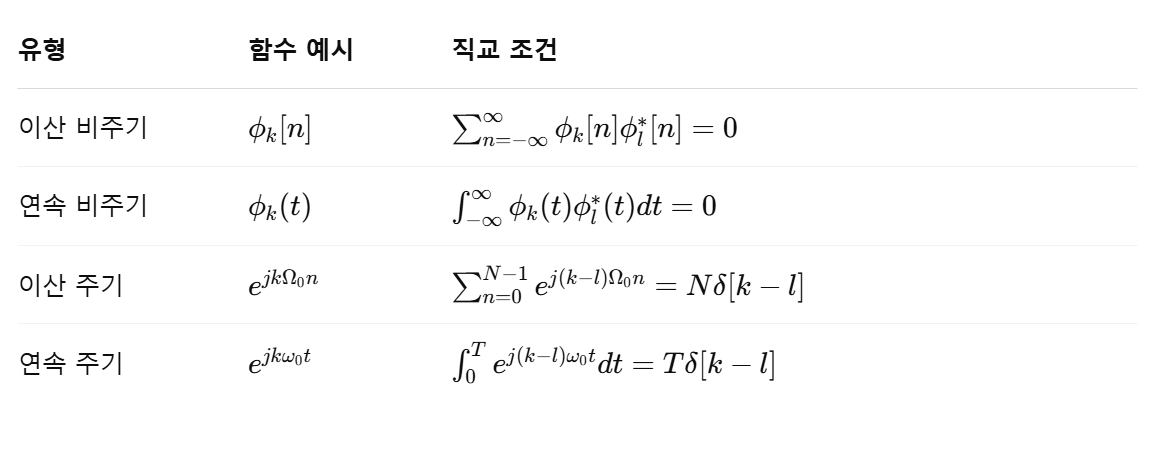 유형 함수 예시 직교 조건
이산 비주기 $\phi_k[n]$ $\sum_{n=-\infty}^{\infty} \phi_k[n]\phi_l^*[n] = 0$
연속 비주기 $\phi_k(t)$ $\int_{-\infty}^{\infty} \phi_k(t)\phi_l^*(t)dt = 0$
이산 주기 $e^{jk\Omega_0 n}$ $\sum_{n=0}^{N-1} e^{j(k-l)\Omega_0 n} = N\delta[k-l]$
연속 주기 $e^{jk\omega_0 t}$ $\int_0^T e^{j(k-l)\omega_0 t}dt = T\delta[k-l]$